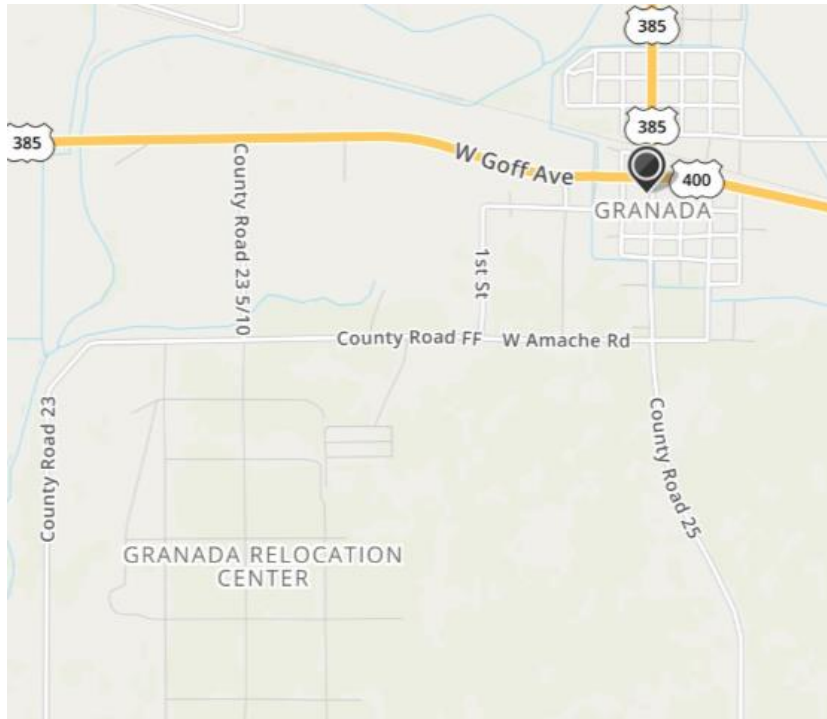 385
385
385
W Goff Ave
400
GRANADA
County Road 23 5/10
1st St
County Road FF
W Amache Rd
County Road 23
County Road 25
GRANADA RELOCATION
CENTER